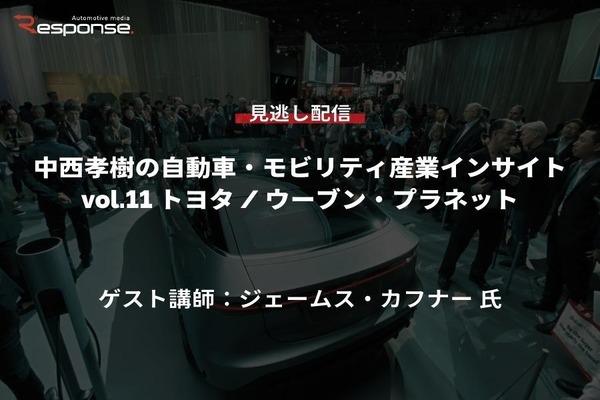 Automotive media
Response.
SON
見逃し配信
中西孝樹の自動車・モビリティ産業インサイト
vol.11 トヨタ / ウーブン・プラネット
ゲスト講師：ジェームス・カフナー 氏